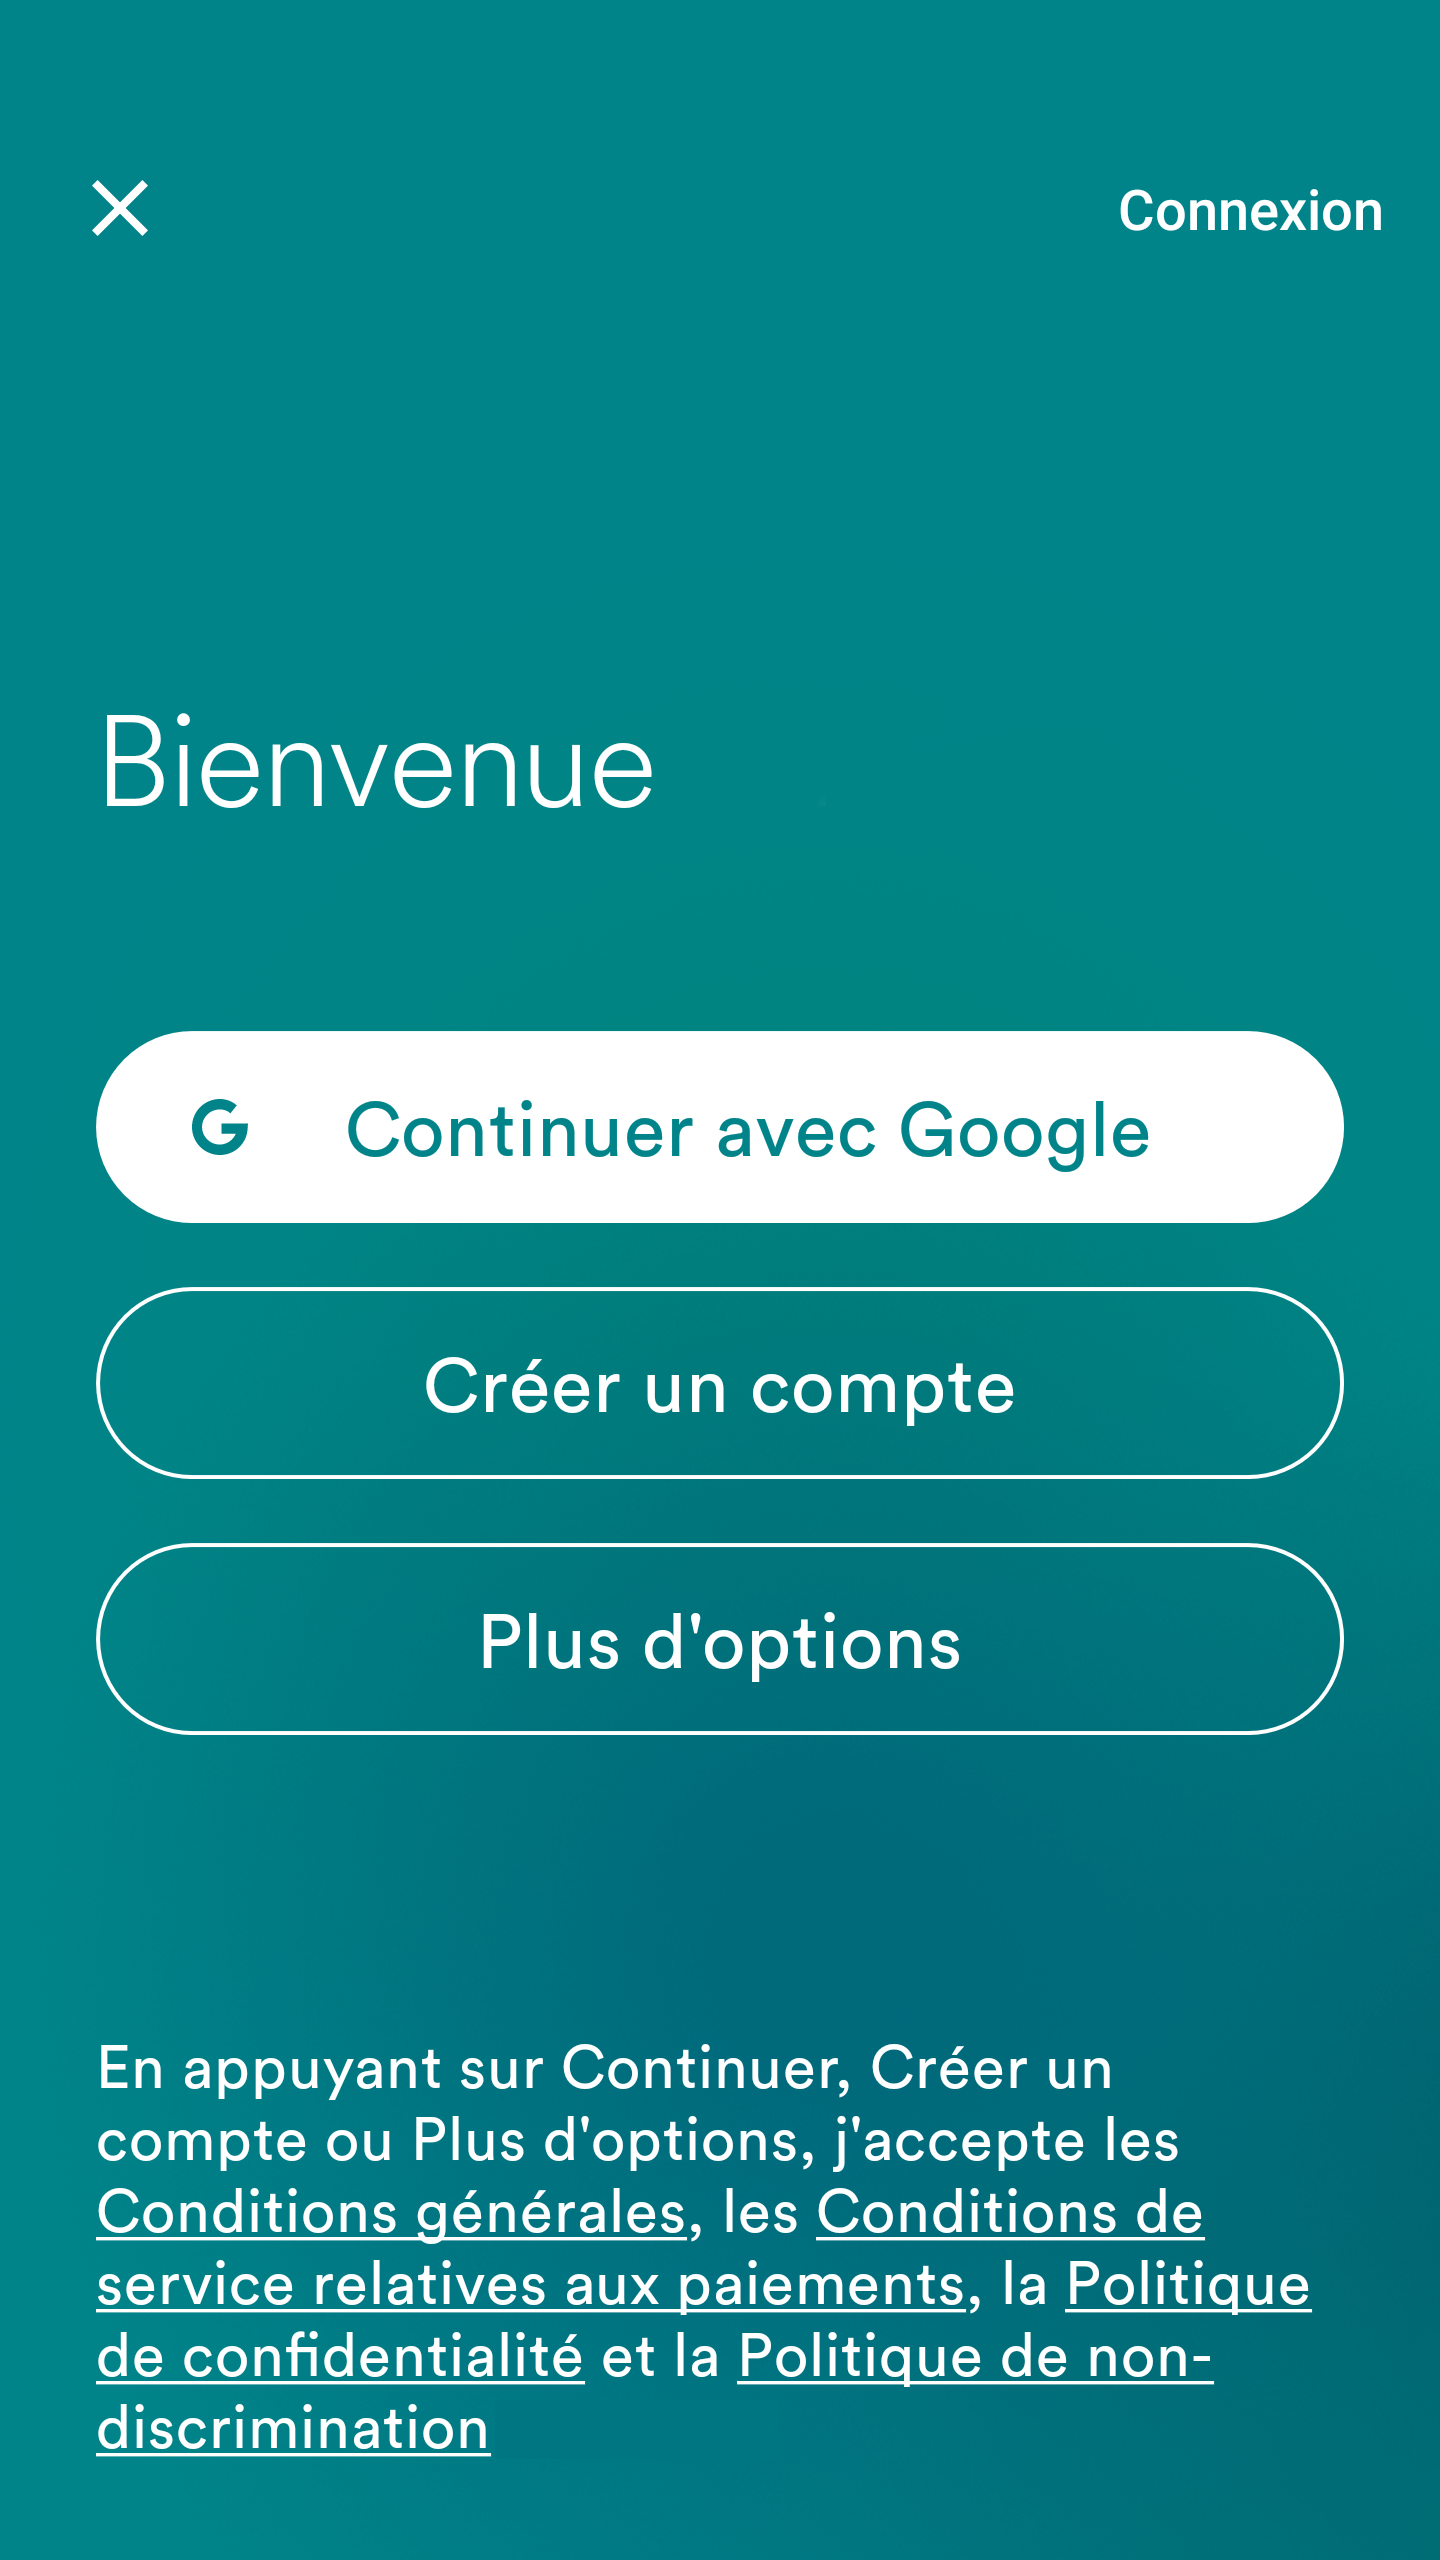 Connexion
Bienvenue
Continuer avec Google
Créer un compte
Plus d'options
En appuyant sur Continuer, Créer un
compte ou Plus d'options, j'accepte les
Conditions générales, les Conditions de
service relatives aux paiements, la Politique
de confidentialité et la Politique de non-
discrimination